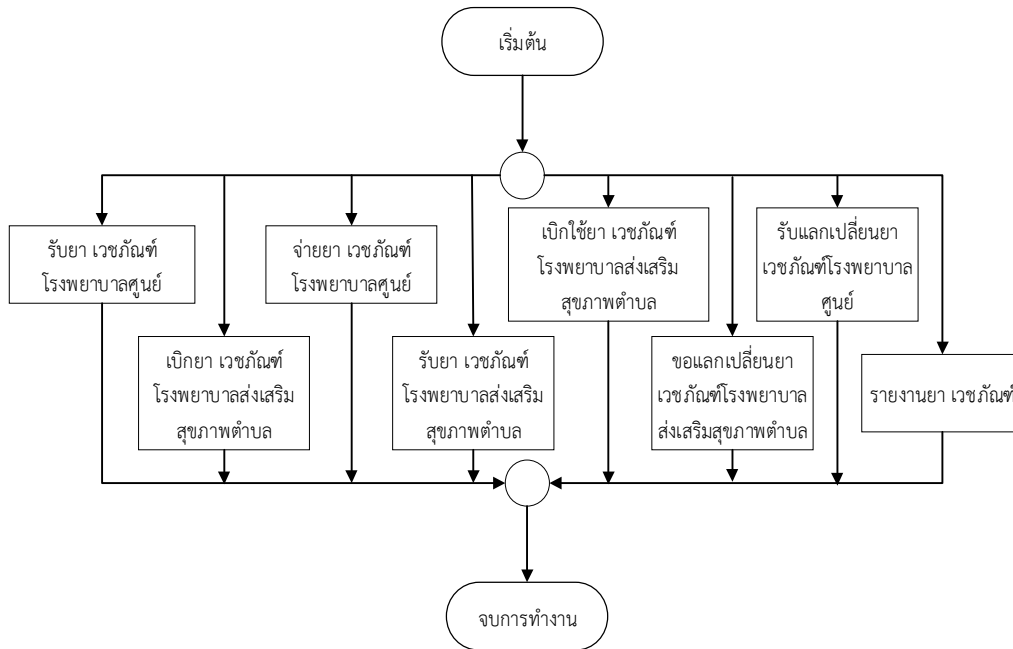 เริ่มต้น
รับยา เวชภัณฑ์
โรงพยาบาลศูนย์
เบิกยา เวชภัณฑ์
โรงพยาบาลส่งเสริม
สุขภาพตำบล
จ่ายยา เวชภัณฑ์
โรงพยาบาลศูนย์
รับยา เวชภัณฑ์
โรงพยาบาลส่งเสริม
สุขภาพตำบล
เบิกใช้ยา เวชภัณฑ์
โรงพยาบาลส่งเสริม
สุขภาพตำบล
ขอแลกเปลี่ยนยา
เวชภัณฑ์โรงพยาบาล
ส่งเสริมสุขภาพตำบล
รับแลกเปลี่ยนยา
เวชภัณฑ์โรงพยาบาล
ศูนย์
รายงานยา เวชภัณฑ์
จบการทำงาน